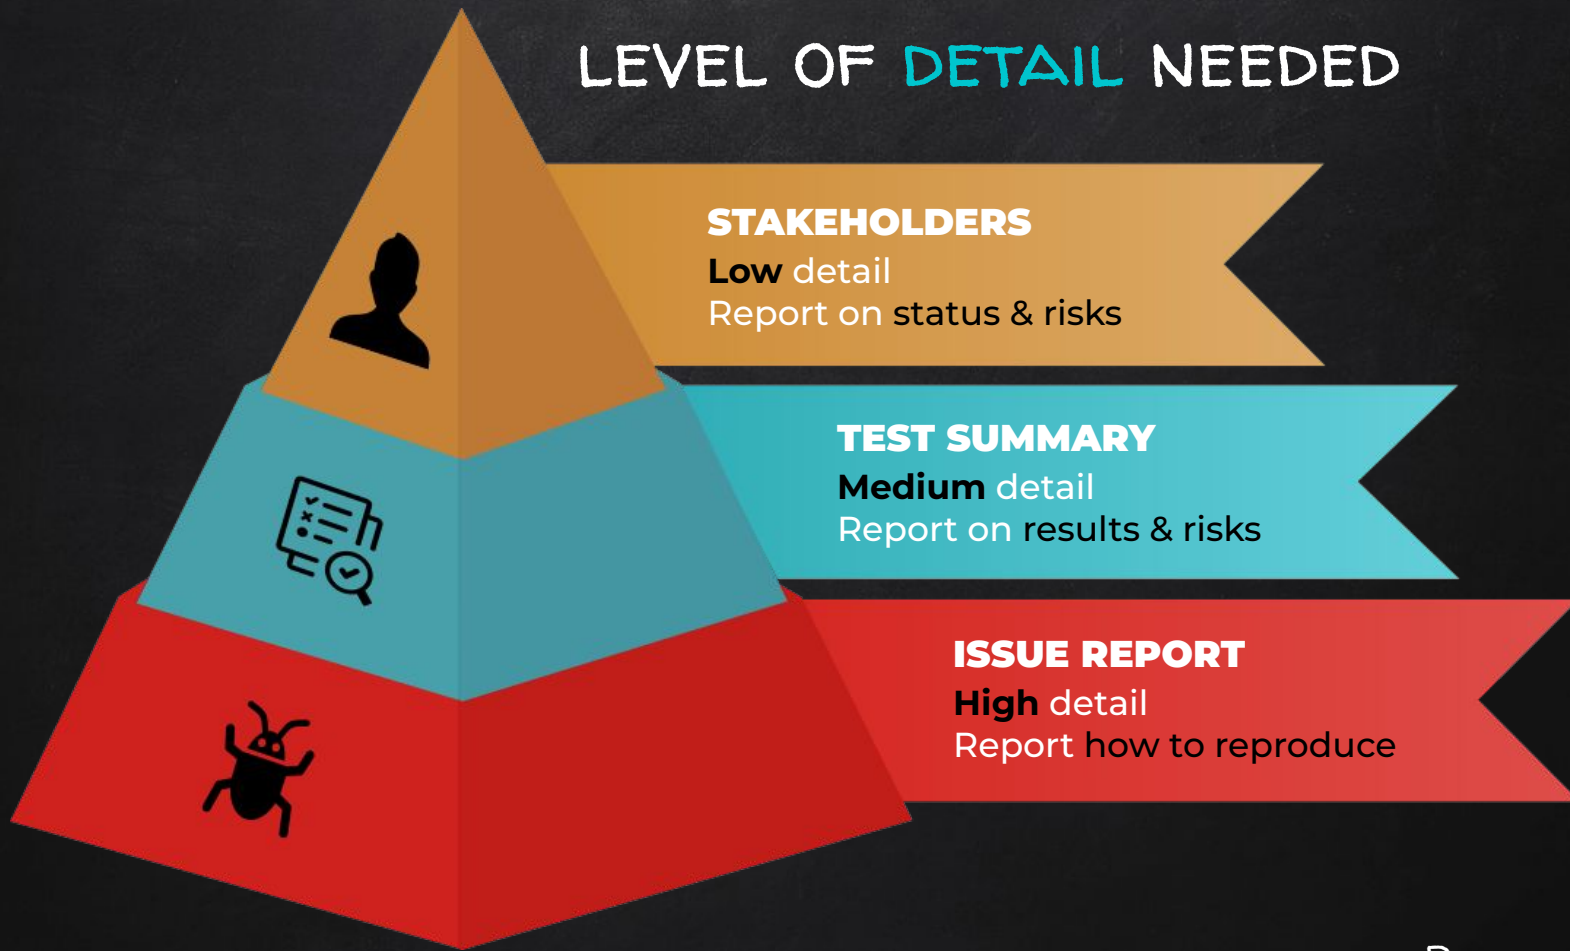 LEVEL OF DETAIL NEEDED
STAKEHOLDERS
Low detail
Report on status & risks
TEST SUMMARY
Medium detail
Report on results & risks
ISSUE REPORT
High detail
Report how to reproduce